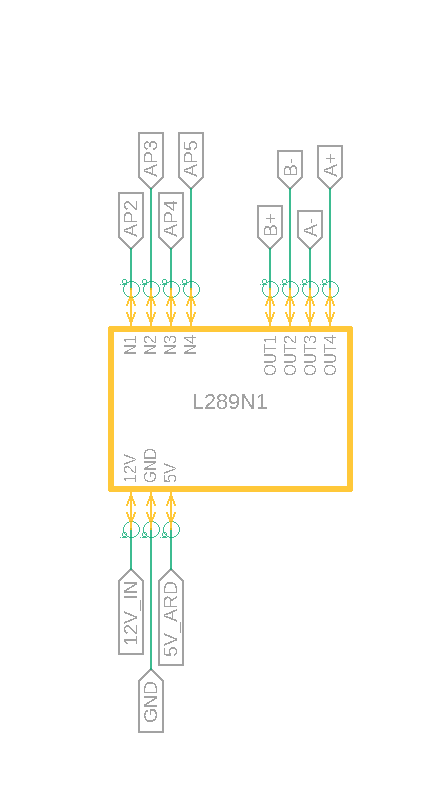 AP2
AP3
AP4
AP5
B+
B-
A-
A+
N1
N2
N3
N4
OUT1
OUT2
OUT3
OUT4
L289N1
12V
GND
5V
12V_IN
GND
5V_ARD